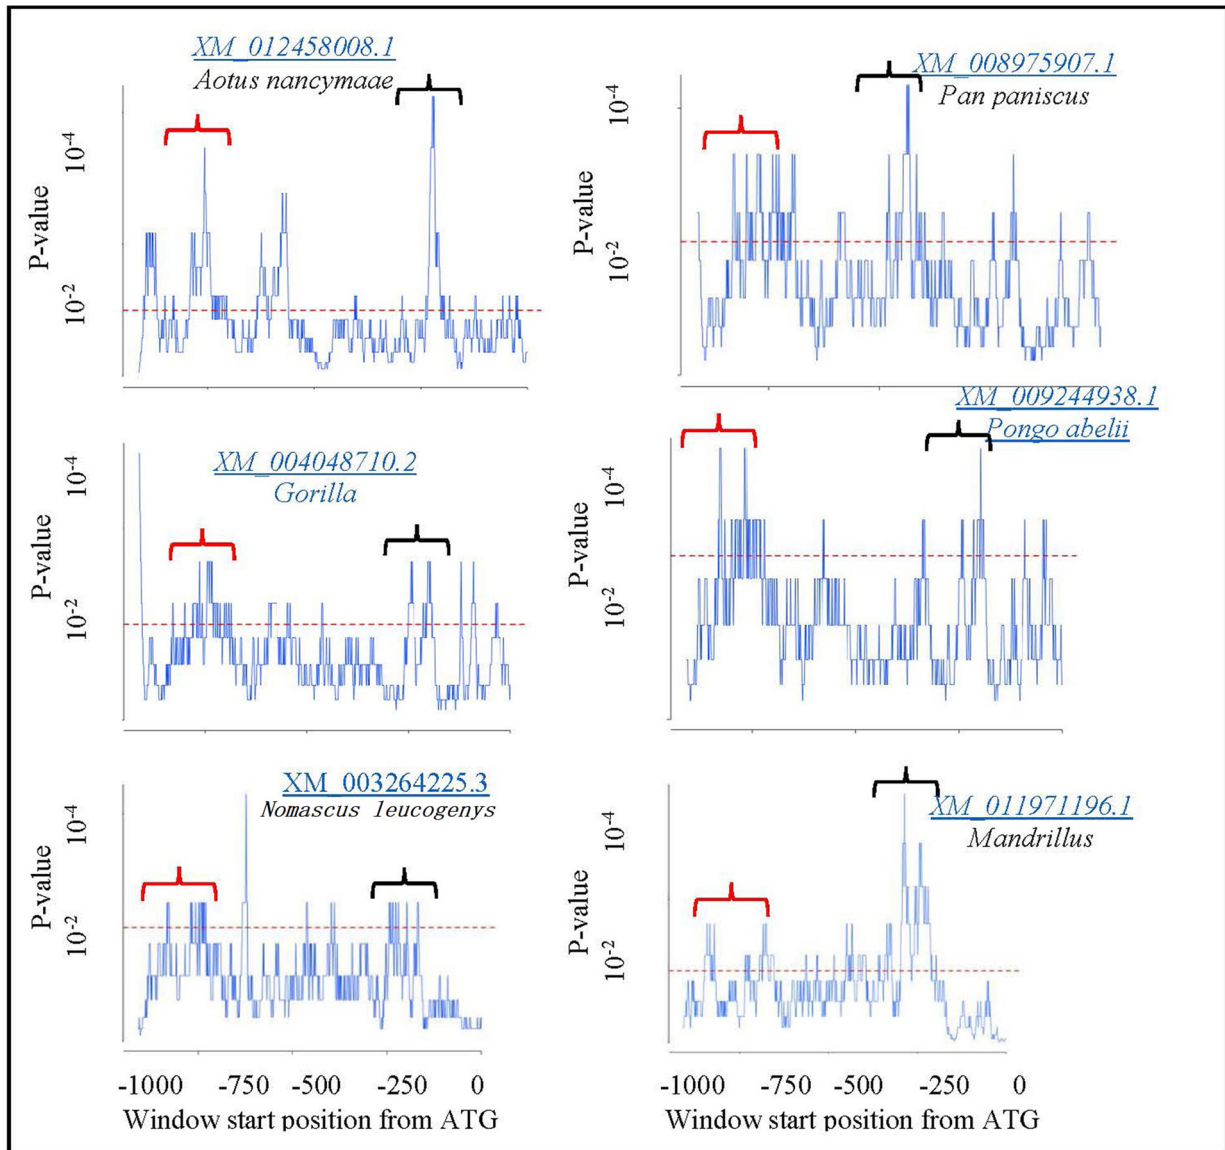 XM_012458008.1
Aotus nancymaae
P-value
10-4
10-2
XM_008975907.1
Pan paniscus
P-value
10-4
10-2
XM_004048710.2
Gorilla
P-value
10-4
10-2
XM_009244938.1
Pongo abelii
P-value
10-4
10-2
XM_003264225.3
Nomascus leucogenys
P-value
10-4
10-2
XM_011971196.1
Mandrillus
P-value
10-4
10-2
-1000 -750 -500 -250 0
Window start position from ATG
-1000 -750 -500 -250 0
Window start position from ATG